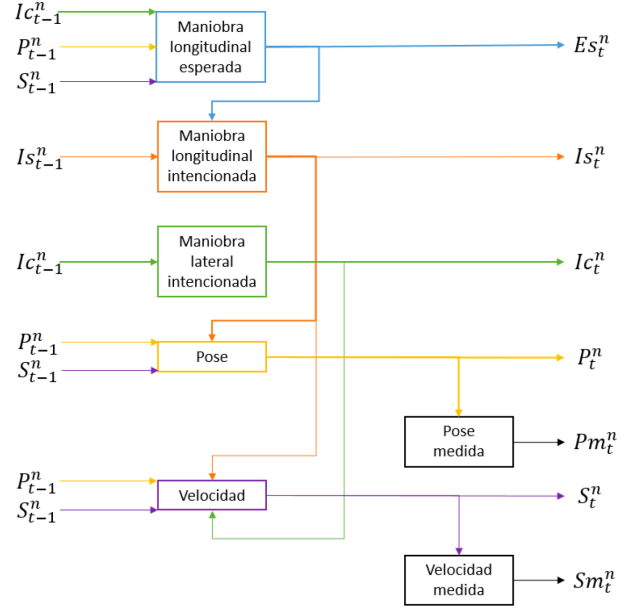 Ic^n_{t-1}
P^n_{t-1}
S^n_{t-1}
Maniobra
longitudinal
esperada
Es^n_t
Is^n_{t-1}
Maniobra
longitudinal
intencionada
Is^n_t
Ic^n_{t-1}
Maniobra
lateral
intencionada
Ic^n_t
P^n_{t-1}
S^n_{t-1}
Pose
P^n_t
Pose
medida
Pm^n_t
P^n_{t-1}
S^n_{t-1}
Velocidad
S^n_t
Velocidad
medida
Sm^n_t